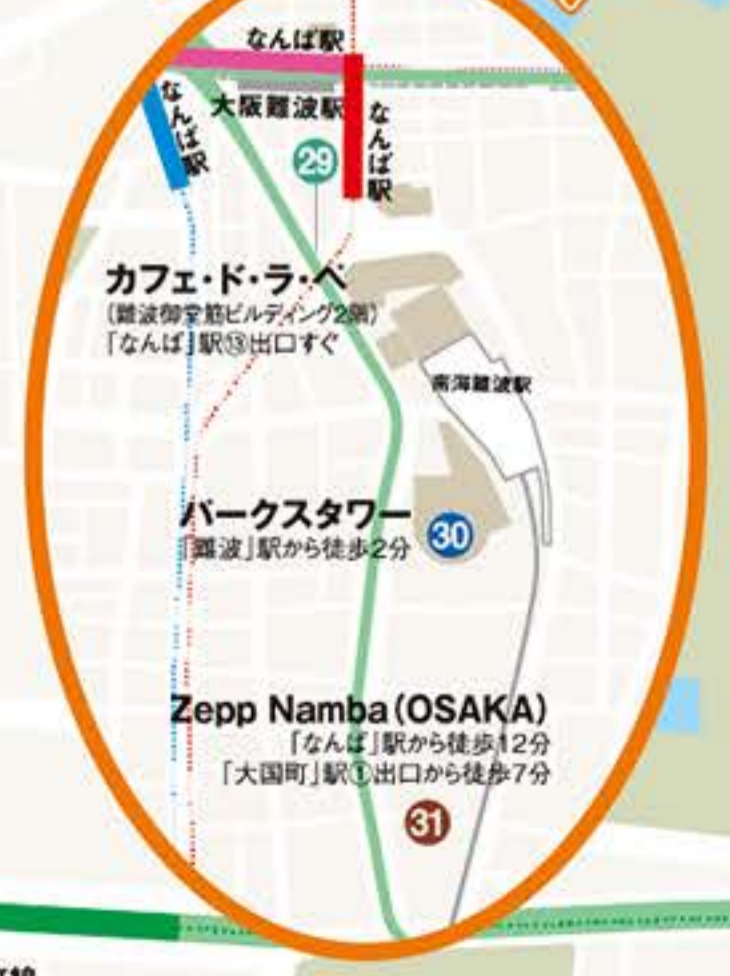 なんば駅
大阪難波駅
なんば駅
なんば駅
29
カフェ・ド・ラ・ペ
(難波御堂筋ビルディング2階)
「なんば」駅⑬出口すぐ
南海難波駅
パークスタワー
「難波」駅から徒歩2分
30
Zepp Namba(OSAKA)
「なんば」駅から徒歩12分
「大国町」駅①出口から徒歩7分
31